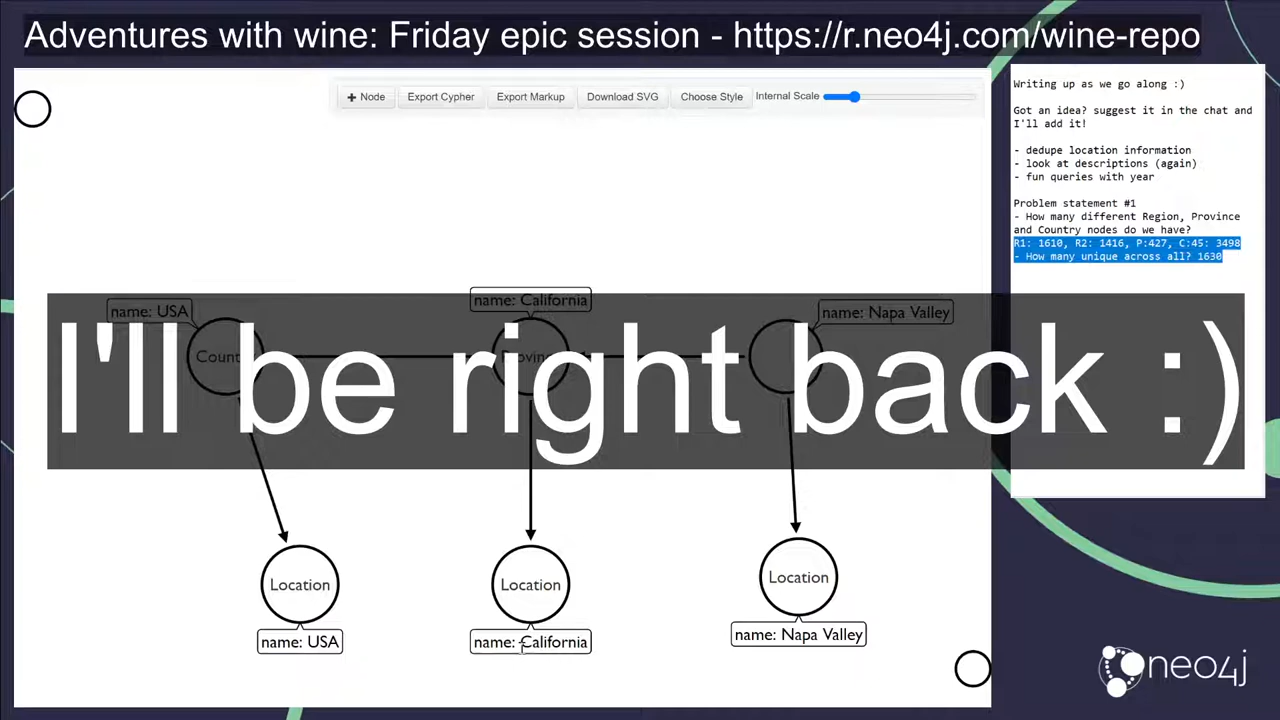 Adventures with wine: Friday epic session - https://r.neo4j.com/wine-repo
+ Node
Export Cypher
Export Markup
Download SVG
Choose Style
Internal Scale
Writing up as we go along :)
Got an idea? suggest it in the chat and
I'll add it!
- dedupe location information
- look at descriptions (again)
- fun queries with year
Problem statement #1
- How many different Region, Province
and Country nodes do we have?
R1: 1610, R2: 1416, P:427, C:45: 3498
- How many unique across all? 1630
name: USA
name: California
name: Napa Valley
I'll be right back :)
Location
Location
Location
name: USA
name: California
name: Napa Valley
neo4j